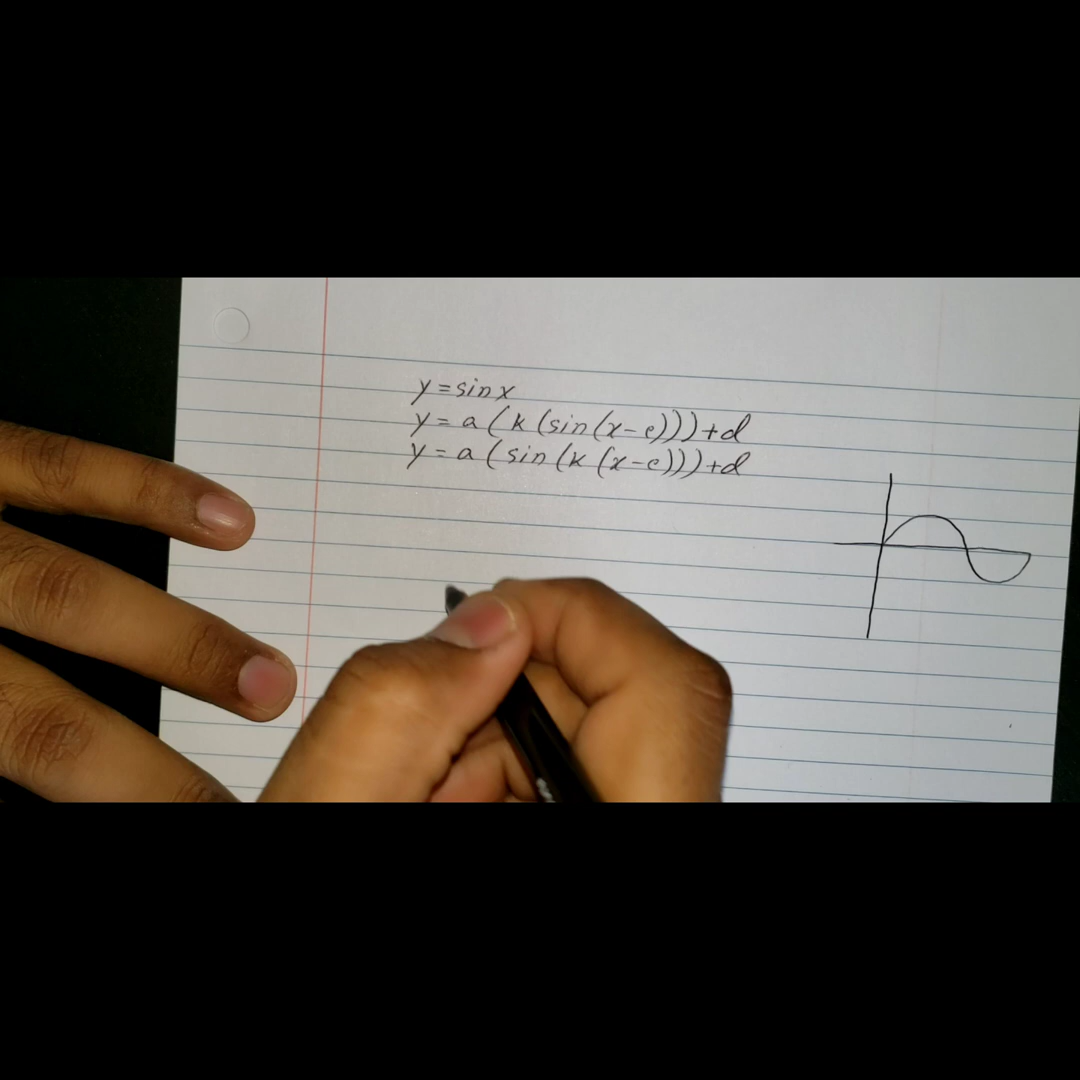 y = sin x
y = a (k (sin (x - c))) + d
y = a (sin (k (x - c))) + d